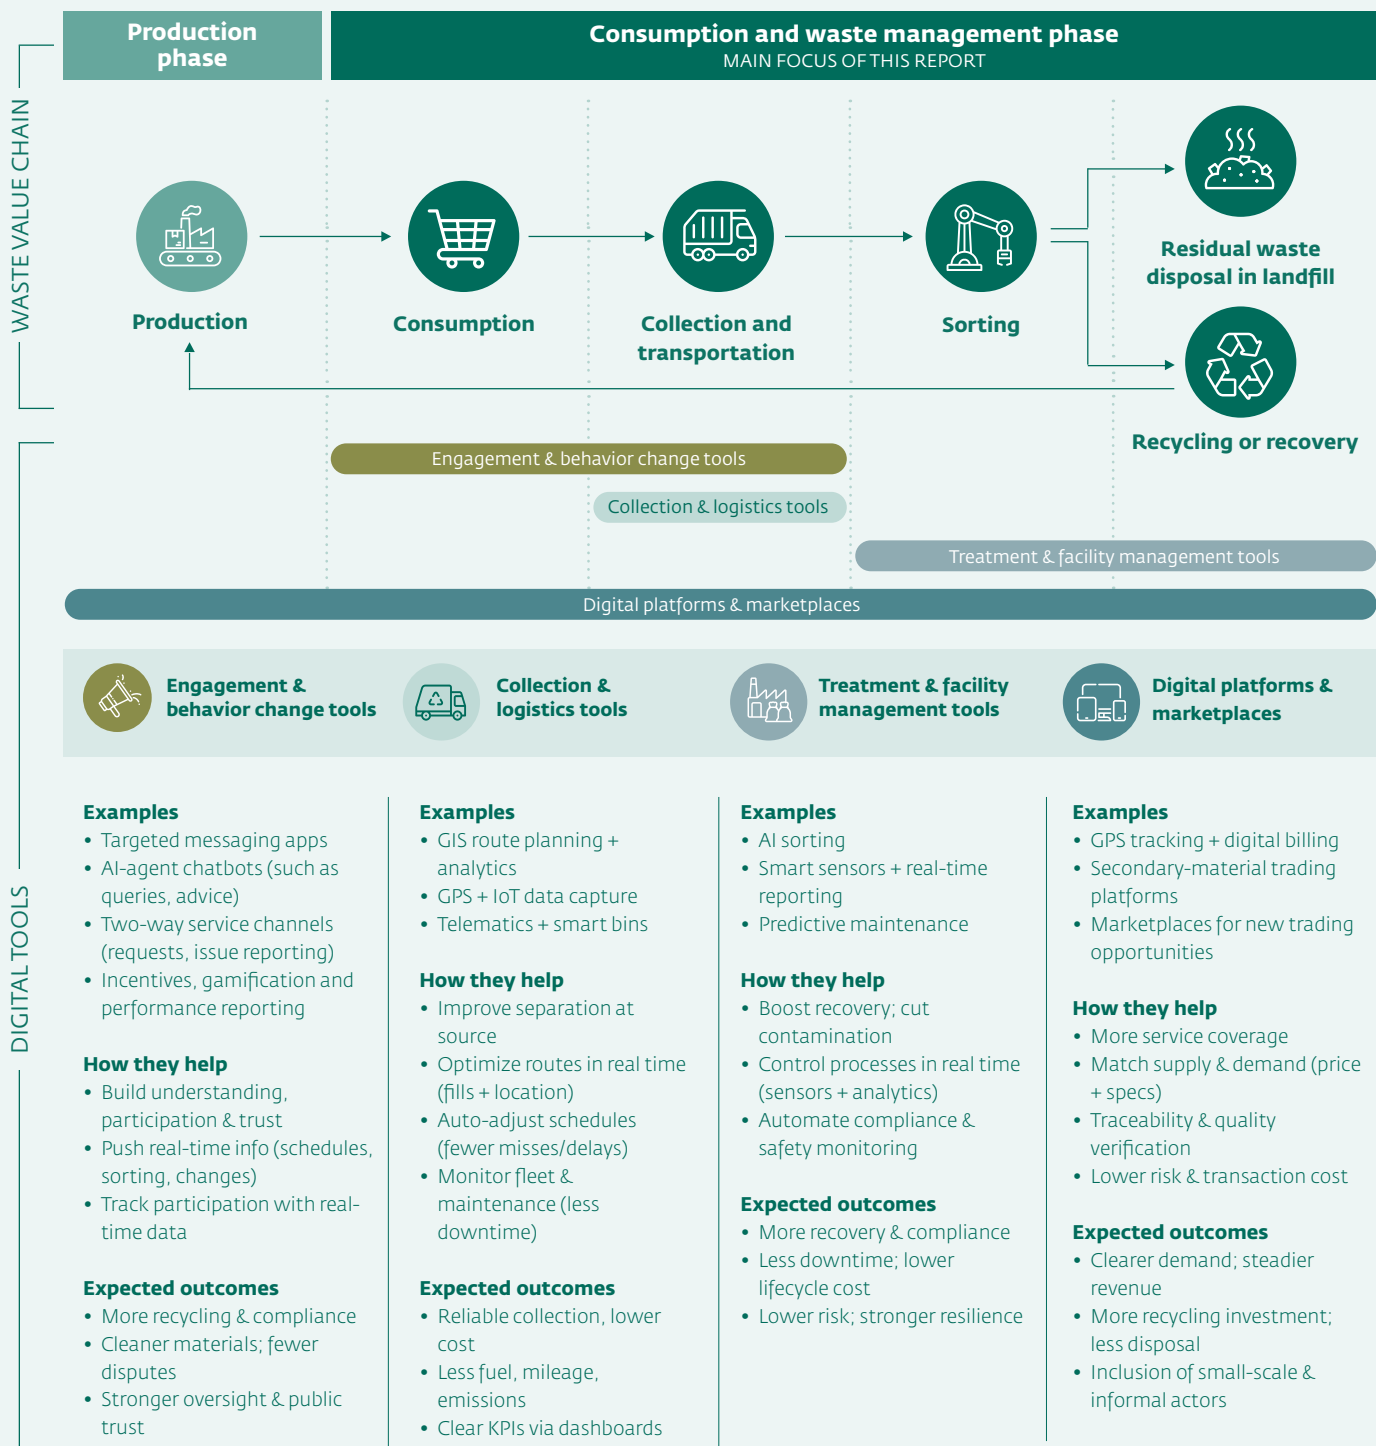 Production
phase
Consumption and waste management phase
MAIN FOCUS OF THIS REPORT
WASTE VALUE CHAIN
Production
Consumption
Collection and
transportation
Sorting
Residual waste
disposal in landfill
Recycling or recovery
Engagement & behavior change tools
Collection & logistics tools
Treatment & facility management tools
Digital platforms & marketplaces
DIGITAL TOOLS
Engagement &
behavior change tools
Collection &
logistics tools
Treatment & facility
management tools
Digital platforms &
marketplaces
Examples
• Targeted messaging apps
• AI-agent chatbots (such as
queries, advice)
• Two-way service channels
(requests, issue reporting)
• Incentives, gamification and
performance reporting
How they help
• Build understanding,
participation & trust
• Push real-time info (schedules,
sorting, changes)
• Track participation with real-
time data
Expected outcomes
• More recycling & compliance
• Cleaner materials; fewer
disputes
• Stronger oversight & public
trust
Examples
• GIS route planning +
analytics
• GPS + IoT data capture
• Telematics + smart bins
How they help
• Improve separation at
source
• Optimize routes in real time
(fills + location)
• Auto-adjust schedules
(fewer misses/delays)
• Monitor fleet &
maintenance (less
downtime)
Expected outcomes
• Reliable collection, lower
cost
• Less fuel, mileage,
emissions
• Clear KPIs via dashboards
Examples
• AI sorting
• Smart sensors + real-time
reporting
• Predictive maintenance
How they help
• Boost recovery; cut
contamination
• Control processes in real time
(sensors + analytics)
• Automate compliance &
safety monitoring
Expected outcomes
• More recovery & compliance
• Less downtime; lower
lifecycle cost
• Lower risk; stronger resilience
Examples
• GPS tracking + digital billing
• Secondary-material trading
platforms
• Marketplaces for new trading
opportunities
How they help
• More service coverage
• Match supply & demand (price
+ specs)
• Traceability & quality
verification
• Lower risk & transaction cost
Expected outcomes
• Clearer demand; steadier
revenue
• More recycling investment;
less disposal
• Inclusion of small-scale &
informal actors